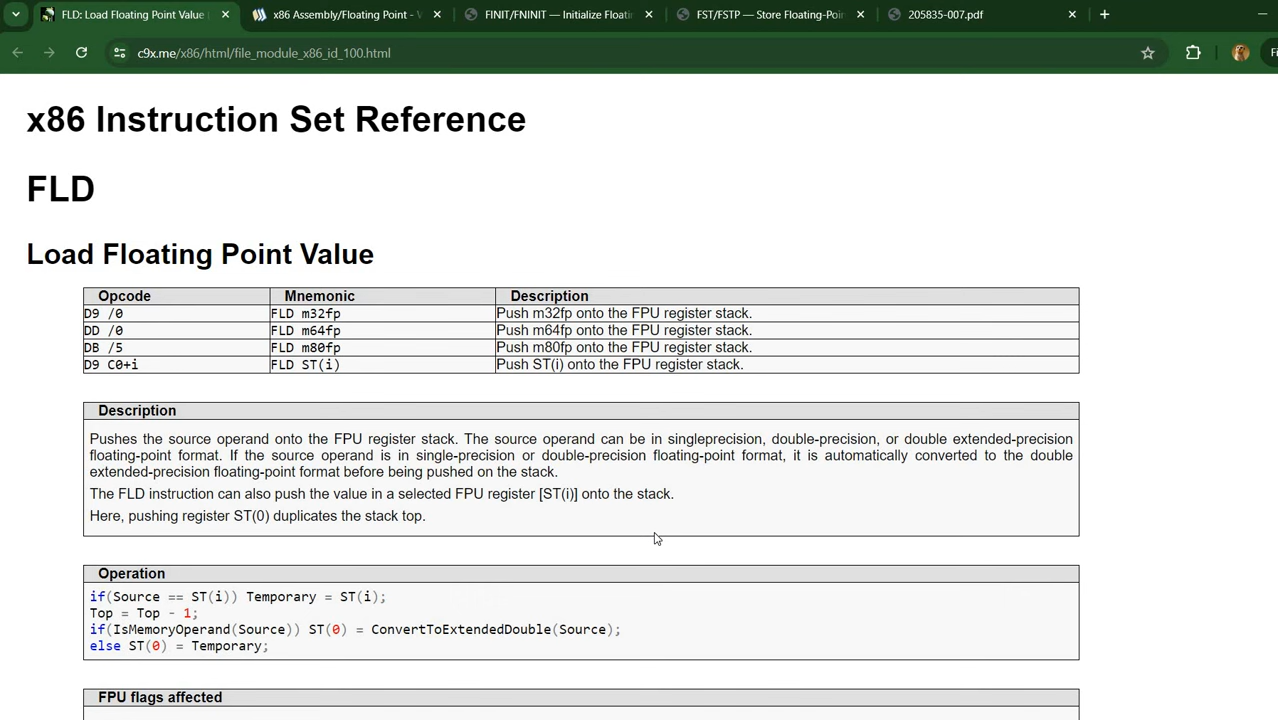 FLD: Load Floating Point Value
x86 Assembly/Floating Point -
FINIT/FNINIT — Initialize Floati
FST/FSTP — Store Floating-Poi
205835-007.pdf
c9x.me/x86/html/file_module_x86_id_100.html
x86 Instruction Set Reference
FLD
Load Floating Point Value
Opcode Mnemonic Description
D9 /0 FLD m32fp Push m32fp onto the FPU register stack.
DD /0 FLD m64fp Push m64fp onto the FPU register stack.
DB /5 FLD m80fp Push m80fp onto the FPU register stack.
D9 C0+i FLD ST(i) Push ST(i) onto the FPU register stack.
Description
Pushes the source operand onto the FPU register stack. The source operand can be in singleprecision, double-precision, or double extended-precision
floating-point format. If the source operand is in single-precision or double-precision floating-point format, it is automatically converted to the double
extended-precision floating-point format before being pushed on the stack.
The FLD instruction can also push the value in a selected FPU register [ST(i)] onto the stack.
Here, pushing register ST(0) duplicates the stack top.
Operation
if(Source == ST(i)) Temporary = ST(i);
Top = Top - 1;
if(IsMemoryOperand(Source)) ST(0) = ConvertToExtendedDouble(Source);
else ST(0) = Temporary;
FPU flags affected